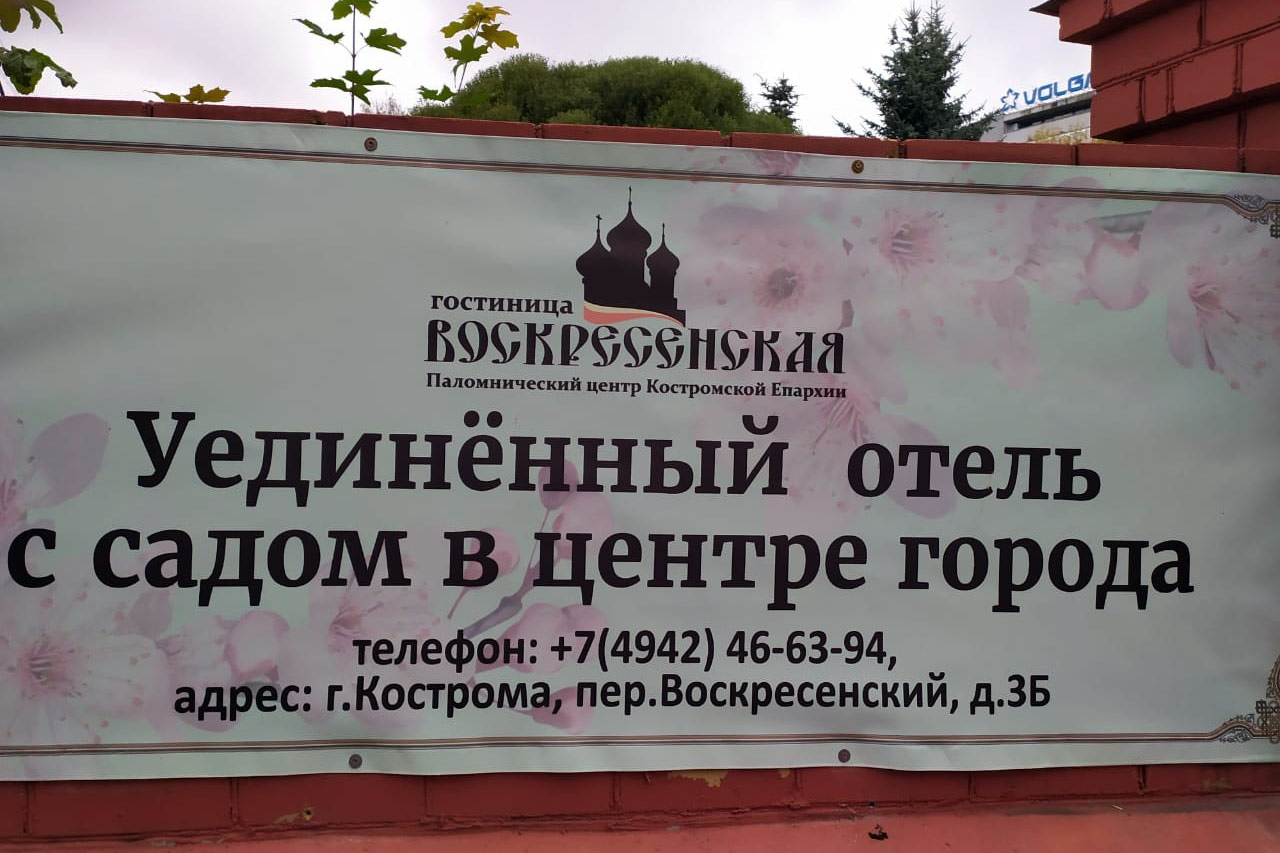 VOLGA
гостиница
ВОСКРЕСЕНСКАЯ
Паломнический центр Костромской Епархии
Уединённый отель
с садом в центре города
телефон: +7(4942) 46-63-94,
адрес: г.Кострома, пер.Воскресенский, д.3Б